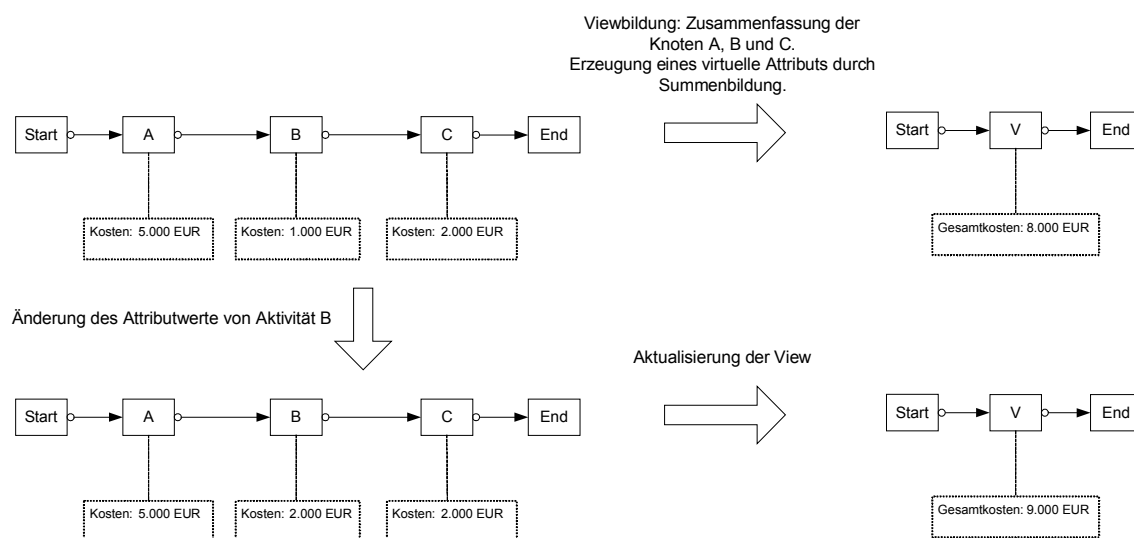 Viewbildung: Zusammenfassung der
Knoten A, B und C.
Erzeugung eines virtuelle Attributs durch
Summenbildung.
Start
A
B
C
End
Start
V
End
Kosten: 5.000 EUR
Kosten: 1.000 EUR
Kosten: 2.000 EUR
Gesamtkosten: 8.000 EUR
Änderung des Attributwerte von Aktivität B
Aktualisierung der View
Start
A
B
C
End
Start
V
End
Kosten: 5.000 EUR
Kosten: 2.000 EUR
Kosten: 2.000 EUR
Gesamtkosten: 9.000 EUR